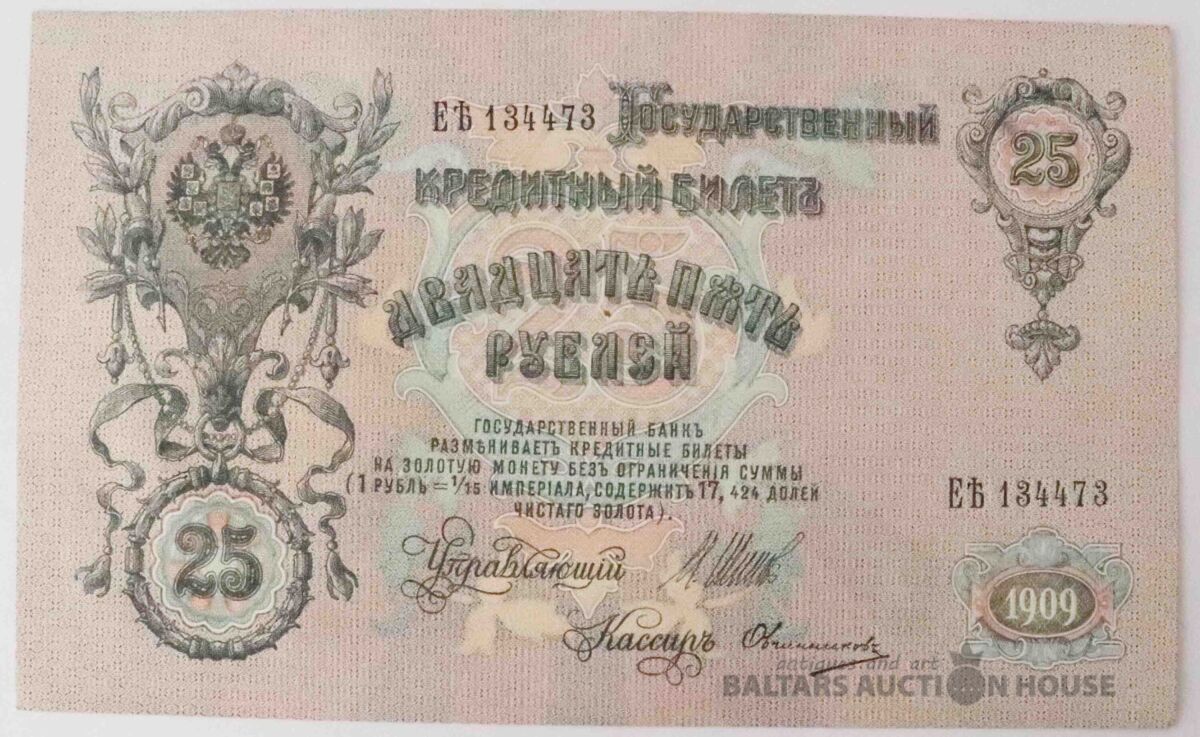 ЕѢ 134473 Государственный
25
Кредитный Билетъ
Двадцать пять
рублей
ГОСУДАРСТВЕННЫЙ БАНКЪ
РАЗМѢНИВАЕТЪ КРЕДИТНЫЕ БИЛЕТЫ
НА ЗОЛОТУЮ МОНЕТУ БЕЗЪ ОГРАНИЧЕНІЯ СУММЫ
(1 РУБЛЬ = 1/15 ИМПЕРІАЛА, СОДЕРЖИТЪ 17, 424 ДОЛЕЙ
ЧИСТАГО ЗОЛОТА).
ЕѢ 134473
25
Управляющій И.Шипов
1909
Кассиръ Овчинниковъ
antiques and art
BALTARS AUCTION HOUSE